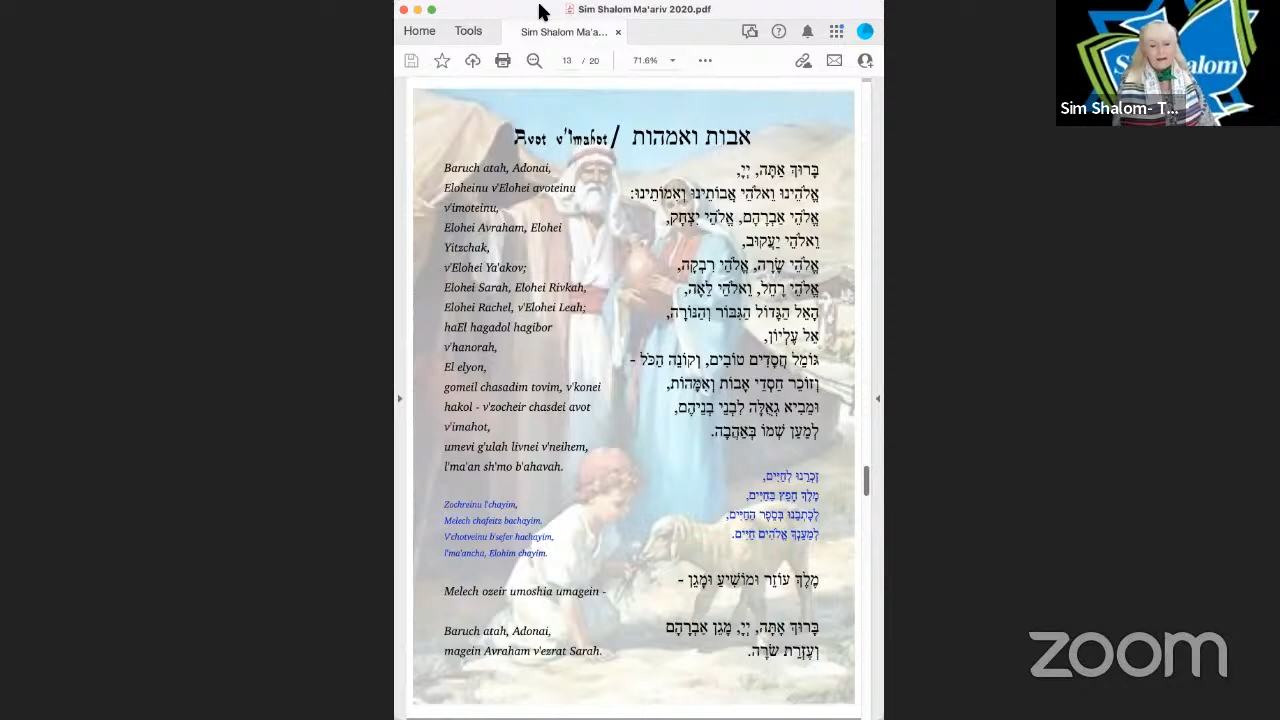 Sim Shalom Ma'ariv 2020.pdf
Home
Tools
Sim Shalom Ma'a...
13 / 20
71.6%
Avot v'Imahot/ אבות ואמהות
Baruch atah, Adonai,
Eloheinu v'Elohei avoteinu
v'imoteinu,
Elohei Avraham, Elohei
Yitzchak,
v'Elohei Ya'akov;
Elohei Sarah, Elohei Rivkah,
Elohei Rachel, v'Elohei Leah;
haEl hagadol hagibor
v'hanorah,
El elyon,
gomeil chasadim tovim, v'konei
hakol - v'zocheir chasdei avot
v'imahot,
umevi g'ulah livnei v'neihem,
l'ma'an sh'mo b'ahavah.
Zochreinu l'chayim,
Melech chafeitz bachayim.
V'chotveinu b'sefer hachayim,
l'ma'ancha, Elohim chayim.
Melech ozeir umoshia umagein -
Baruch atah, Adonai,
magein Avraham v'ezrat Sarah.
בָּרוּךְ אַתָּה, יְיָ,
אֱלֹהֵינוּ וֵאלֹהֵי אֲבוֹתֵינוּ וְאִמּוֹתֵינוּ:
אֱלֹהֵי אַבְרָהָם, אֱלֹהֵי יִצְחָק,
וֵאלֹהֵי יַעֲקוֹב,
אֱלֹהֵי שָׂרָה, אֱלֹהֵי רִבְקָה,
אֱלֹהֵי רָחֵל, וֵאלֹהֵי לֵאָה,
הָאֵל הַגָּדוֹל הַגִּבּוֹר וְהַנּוֹרָה,
אֵל עֶלְיוֹן,
גּוֹמֵל חֲסָדִים טוֹבִים, וְקוֹנֵה הַכֹּל -
וְזוֹכֵר חַסְדֵי אָבוֹת וְאִמָּהוֹת,
וּמֵבִיא גְאֻלָּה לִבְנֵי בְנֵיהֶם,
לְמַעַן שְׁמוֹ בְּאַהֲבָה.
זָכְרֵנוּ לְחַיִּים,
מֶלֶךְ חָפֵץ בַּחַיִּים,
לְכָתְבֵנוּ בְּסֵפֶר הַחַיִּים,
לְמַעַנְךָ אֱלֹהִים חַיִּים.
מֶלֶךְ עוֹזֵר וּמוֹשִׁיעַ וּמָגֵן -
בָּרוּךְ אַתָּה, יְיָ, מָגֵן אַבְרָהָם
וְעֶזְרַת שָׂרָה.
Sim Shalom- T...
zoom